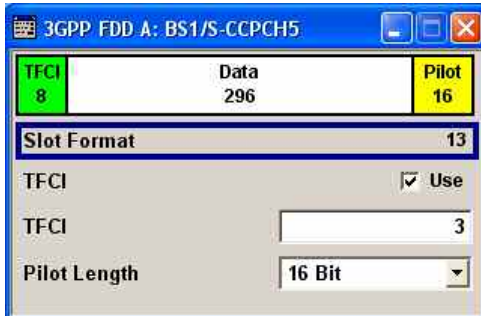 3GPP FDD A: BS1/S-CCPCH5
TFCI Data Pilot
8 296 16
Slot Format 13
TFCI Use
TFCI 3
Pilot Length 16 Bit